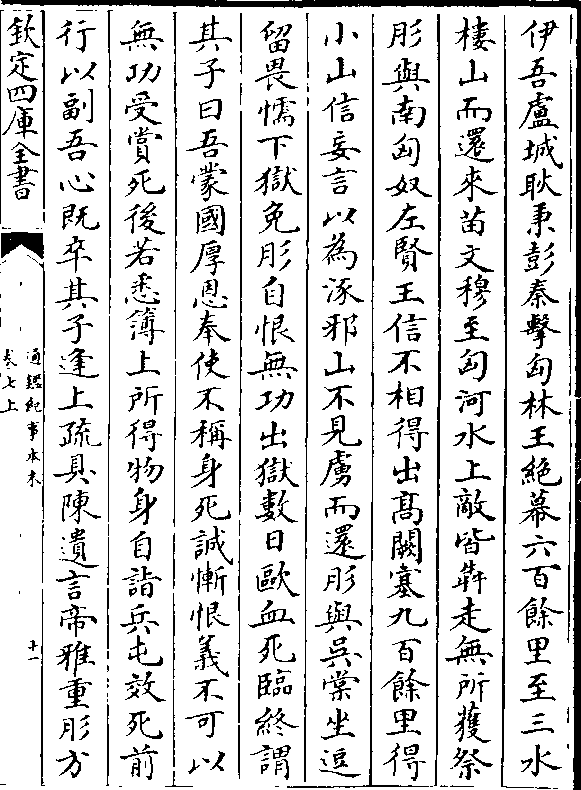 伊吾盧城耿秉彭秦擊匈林王絶幕六百餘里至三水
樓山而還來苗文穆至匈河水上敵皆犇走無所獲祭
肜與南匈奴左賢王信不相得出髙闕塞九百餘里得
小山信妄言以為涿邪山不見虜而還肜與吳棠坐逗
留畏懦下獄免肜自恨無功出獄數日歐血死臨終謂
其子曰吾蒙國厚恩奉使不稱身死誠慚恨義不可以
無功受賞死後若悉簿上所得物身自詣兵屯效死前
行以副吾心既卒其子逢上疏具陳遺言帝雅重肜方
欽定四庫全書
通鑑紀事本末
卷七上
十一